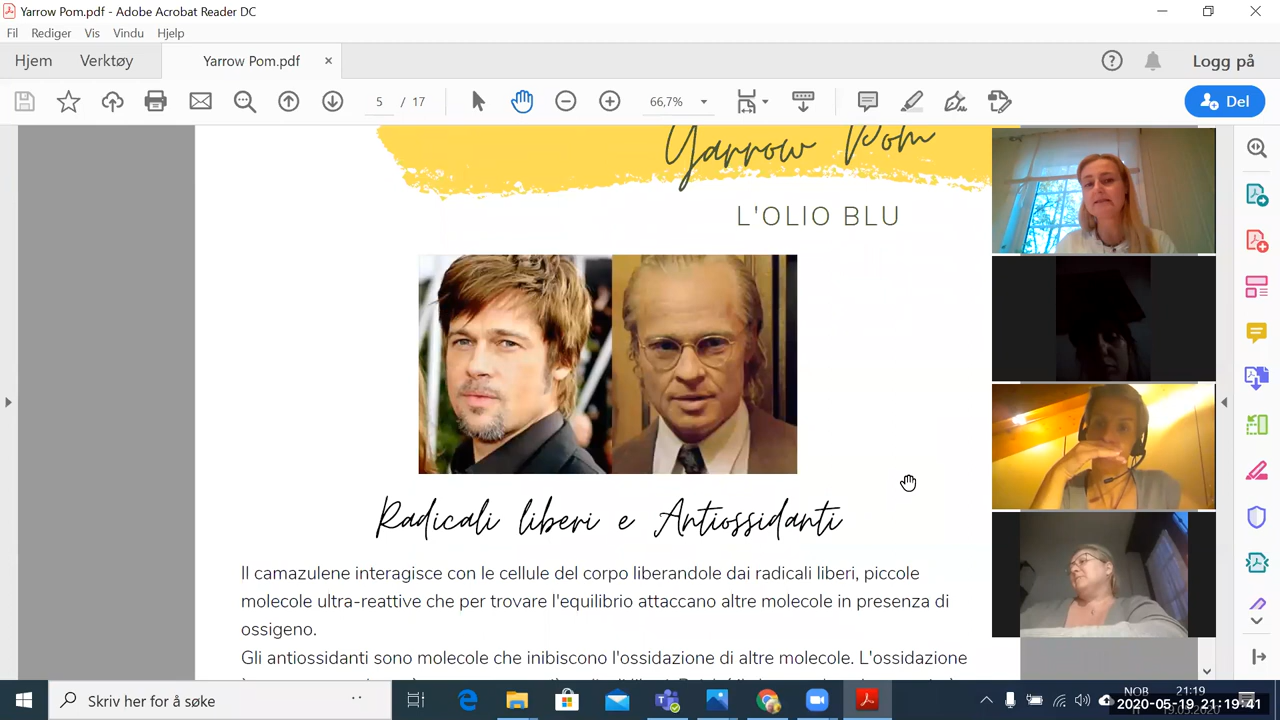 Yarrow Pom.pdf - Adobe Acrobat Reader DC
Fil Rediger Vis Vindu Hjelp
Hjem Verktøy Yarrow Pom.pdf × Logg på
5 / 17 66,7% Del
Yarrow Pom
L'OLIO BLU
Radicali liberi e Antiossidanti
Il camazulene interagisce con le cellule del corpo liberandole dai radicali liberi, piccole
molecole ultra-reattive che per trovare l'equilibrio attaccano altre molecole in presenza di
ossigeno.
Gli antiossidanti sono molecole che inibiscono l'ossidazione di altre molecole. L'ossidazione
Skriv her for å søke
NOB 21:19
2020-05-19 21:19:41